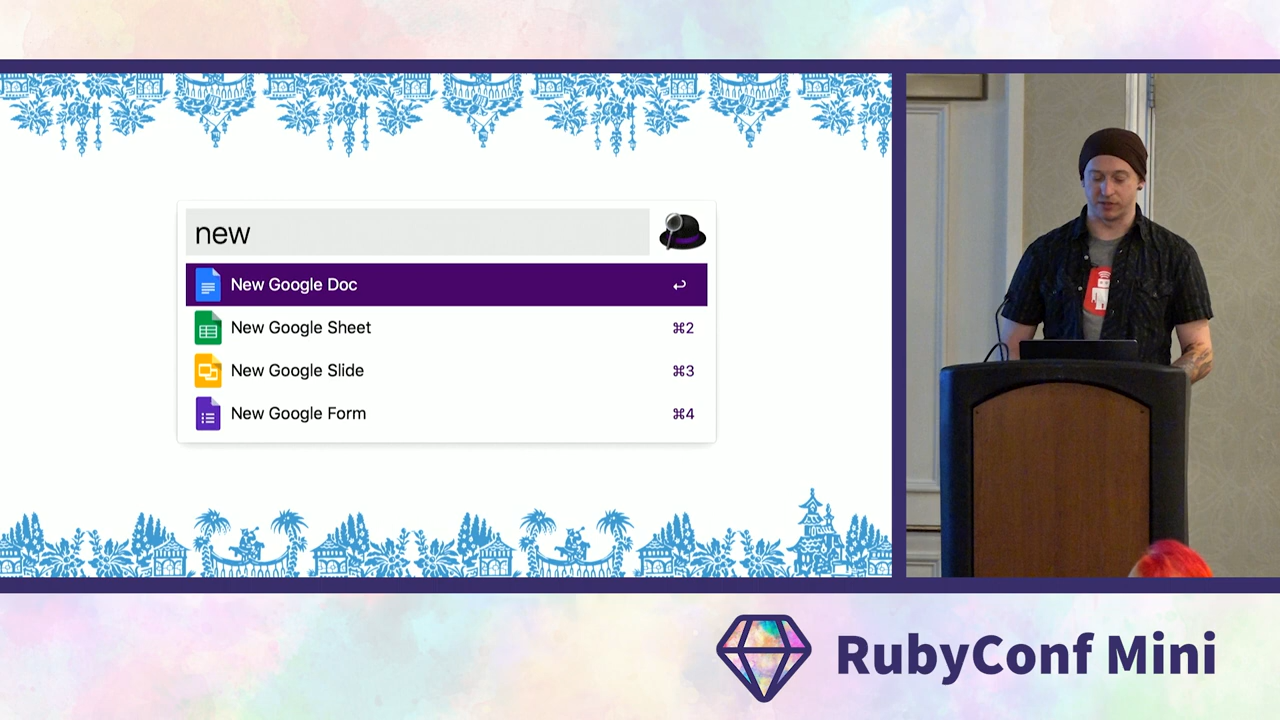 new
New Google Doc ↩
New Google Sheet ⌘2
New Google Slide ⌘3
New Google Form ⌘4
RubyConf Mini